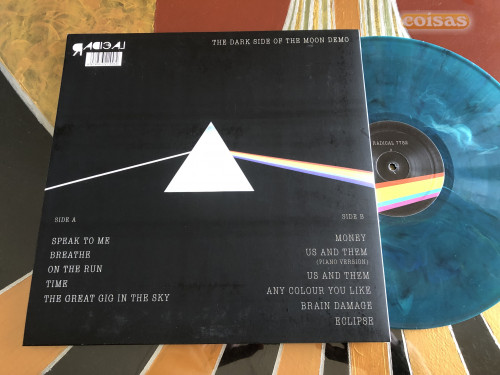 RADICAL
THE DARK SIDE OF THE MOON DEMO
eoisas
RADICAL
SIDE A
SPEAK TO ME
BREATHE
ON THE RUN
TIME
THE GREAT GIG IN THE SKY
SIDE B
MONEY
US AND THEM
(PIANO VERSION)
US AND THEM
ANY COLOUR YOU LIKE
BRAIN DAMAGE
ECLIPSE